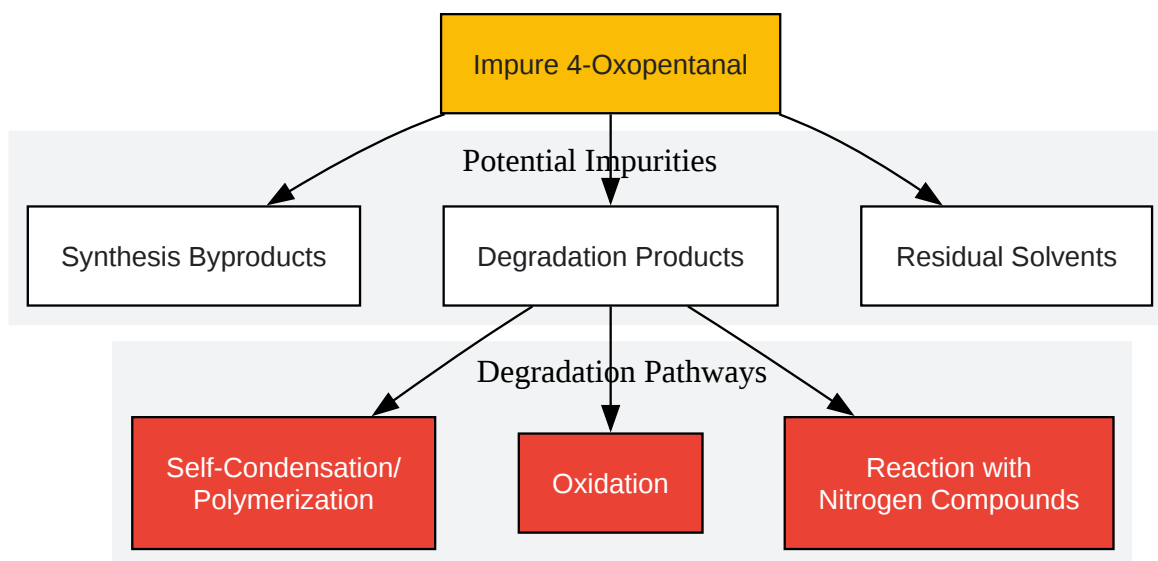 Impure 4-Oxopentanal
Potential Impurities
Synthesis Byproducts
Degradation Products
Residual Solvents
Degradation Pathways
Self-Condensation/
Polymerization
Oxidation
Reaction with
Nitrogen Compounds